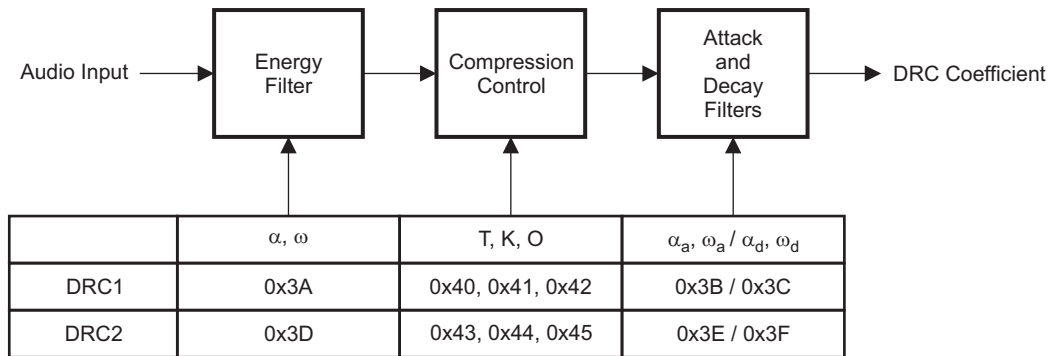 Audio Input
Energy
Filter
Compression
Control
Attack
and
Decay
Filters
DRC Coefficient
α, ω
T, K, O
αa, ωa / αd, ωd
DRC1
0x3A
0x40, 0x41, 0x42
0x3B / 0x3C
DRC2
0x3D
0x43, 0x44, 0x45
0x3E / 0x3F